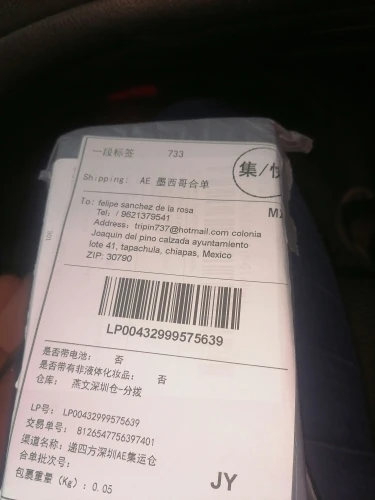 一段标签 733
集/快
Shipping: AE 墨西哥合单
MX
To: felipe sanchez de la rosa
Tel: / 9621379541
Address: tripin737@hotmail.com colonia
Joaquin del pino calzada ayuntamiento
lote 41, tapachula, chiapas, Mexico
ZIP: 30790
LP00432999575639
是否带电池: 否
是否带有非液体化妆品: 否
仓库: 燕文深圳仓-分拨
LP号: LP00432999575639
交易单号: 8126547756397401
渠道名称: 递四方深圳AE集运仓
合单批次号:
包裹重量 (Kg): 0.05
JY